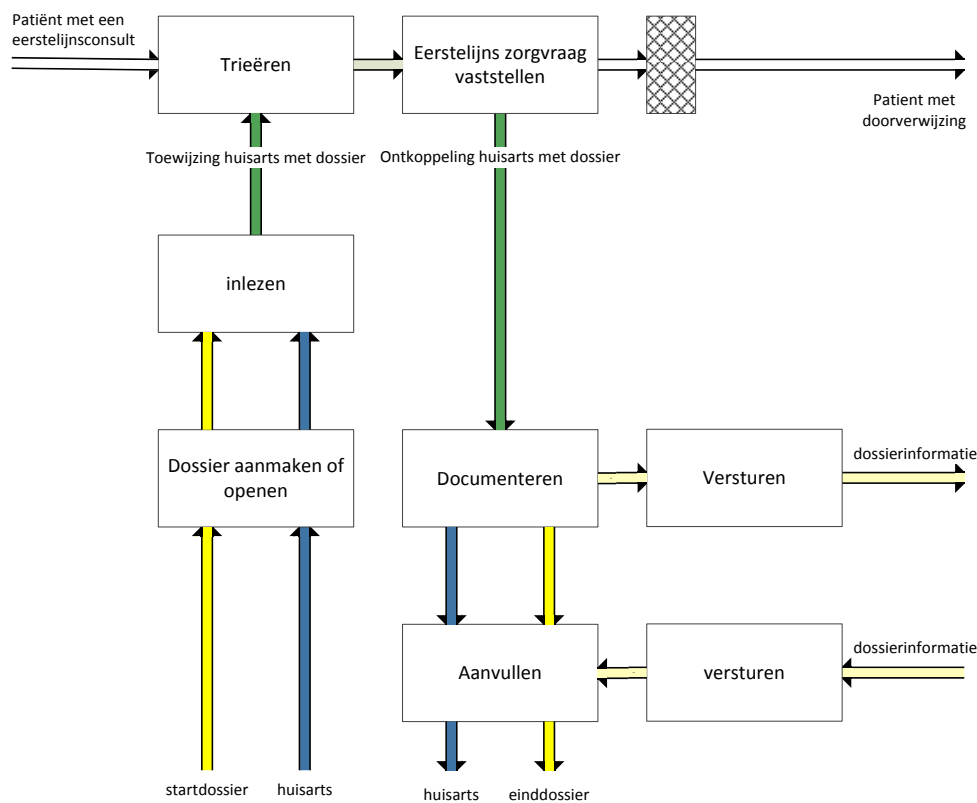 Patiënt met een
eerstelijnsconsult
Trieëren
Eerstelijns zorgvraag
vaststellen
Patient met
doorverwijzing
Toewijzing huisarts met dossier
Ontkoppeling huisarts met dossier
inlezen
Dossier aanmaken of
openen
Documenteren
Versturen
dossierinformatie
Aanvullen
versturen
dossierinformatie
startdossier
huisarts
huisarts
einddossier